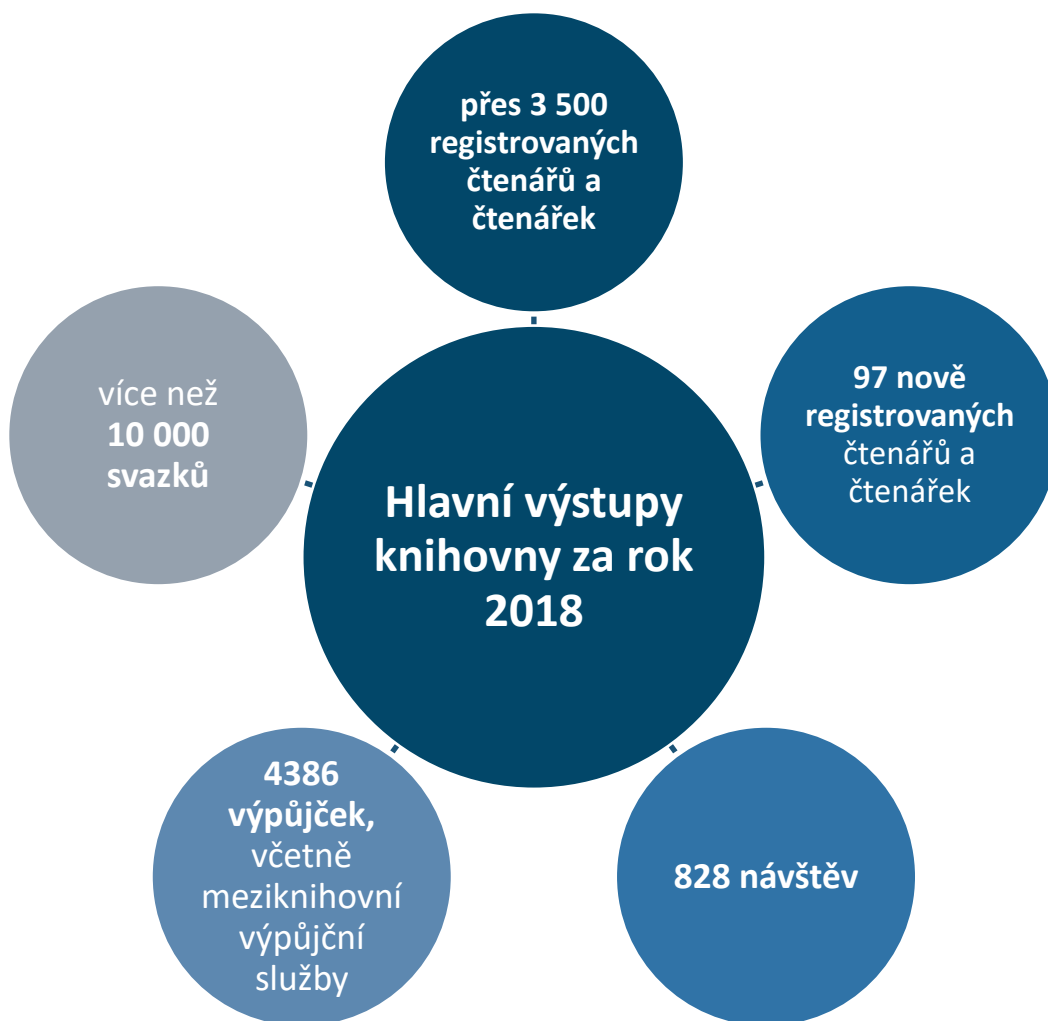 přes 3 500
registrovaných
čtenářů a
čtenářek
97 nově
registrovaných
čtenářů a
čtenářek
828 návštěv
4386
výpůjček,
včetně
meziknihovní
výpůjční
služby
více než
10 000
svazků
Hlavní výstupy
knihovny za rok
2018